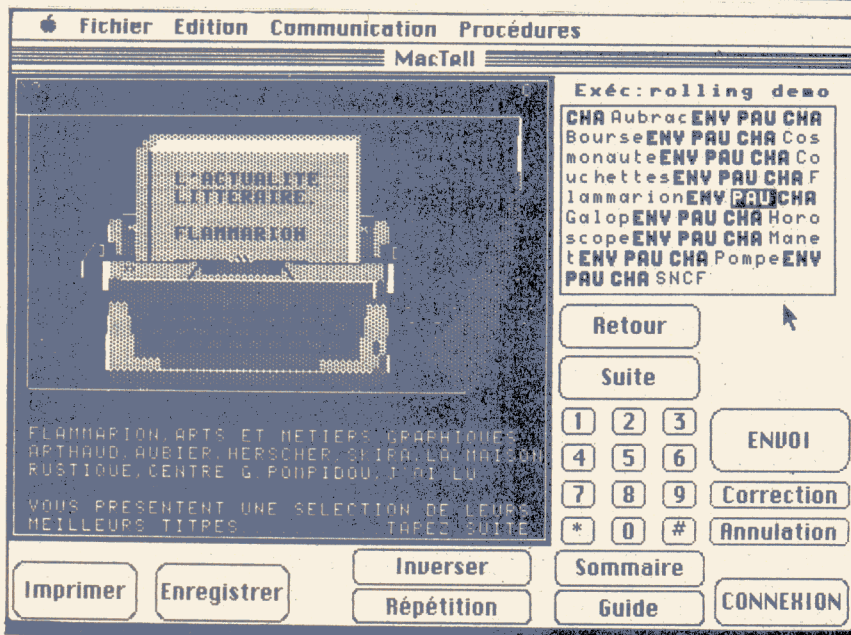 Fichier Edition Communication Procédures
MacTell
L'ACTUALITE
LITTERAIRE.
FLAMMARION
FLAMMARION,ARTS ET METIERS GRAPHIQUES
ARTHAUD,AUBIER,HERSCHER,SKIRA,LA MAISON
RUSTIQUE,CENTRE G.POMPIDOU,J'AI LU
VOUS PRESENTENT UNE SELECTION DE LEURS
MEILLEURS TITPES TAPEZ SUITE
Exéc:rolling demo
CHA Aubrac ENV PAU CHA
Bourse ENV PAU CHA Cos
monaute ENV PAU CHA Co
uchettes ENV PAU CHA F
lammarion ENV PAU CHA
Galop ENV PAU CHA Horo
scope ENV PAU CHA Mane
t ENV PAU CHA Pompe ENV
PAU CHA SNCF
Retour
Suite
1 2 3
4 5 6
7 8 9
* 0 #
ENVOI
Correction
Annulation
Imprimer
Enregistrer
Inverser
Répétition
Sommaire
Guide
CONNEXION